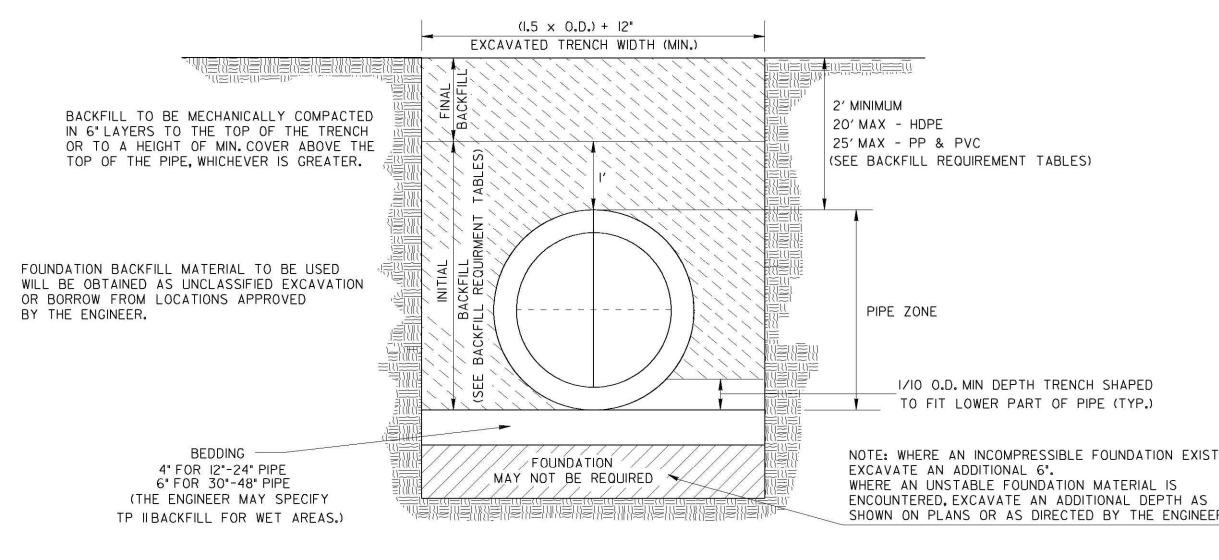 (1.5 x O.D.) + 12"
EXCAVATED TRENCH WIDTH (MIN.)
BACKFILL TO BE MECHANICALLY COMPACTED
IN 6" LAYERS TO THE TOP OF THE TRENCH
OR TO A HEIGHT OF MIN. COVER ABOVE THE
TOP OF THE PIPE, WHICHEVER IS GREATER.
FINAL
BACKFILL
2' MINIMUM
20' MAX - HDPE
25' MAX - PP & PVC
(SEE BACKFILL REQUIREMENT TABLES)
1'
INITIAL
BACKFILL
(SEE BACKFILL REQUIRMENT TABLES)
FOUNDATION BACKFILL MATERIAL TO BE USED
WILL BE OBTAINED AS UNCLASSIFIED EXCAVATION
OR BORROW FROM LOCATIONS APPROVED
BY THE ENGINEER.
PIPE ZONE
1/10 O.D. MIN DEPTH TRENCH SHAPED
TO FIT LOWER PART OF PIPE (TYP.)
BEDDING
4" FOR 12"-24" PIPE
6" FOR 30"-48" PIPE
(THE ENGINEER MAY SPECIFY
TP II BACKFILL FOR WET AREAS.)
FOUNDATION
MAY NOT BE REQUIRED
NOTE: WHERE AN INCOMPRESSIBLE FOUNDATION EXIST
EXCAVATE AN ADDITIONAL 6".
WHERE AN UNSTABLE FOUNDATION MATERIAL IS
ENCOUNTERED, EXCAVATE AN ADDITIONAL DEPTH AS
SHOWN ON PLANS OR AS DIRECTED BY THE ENGINEER